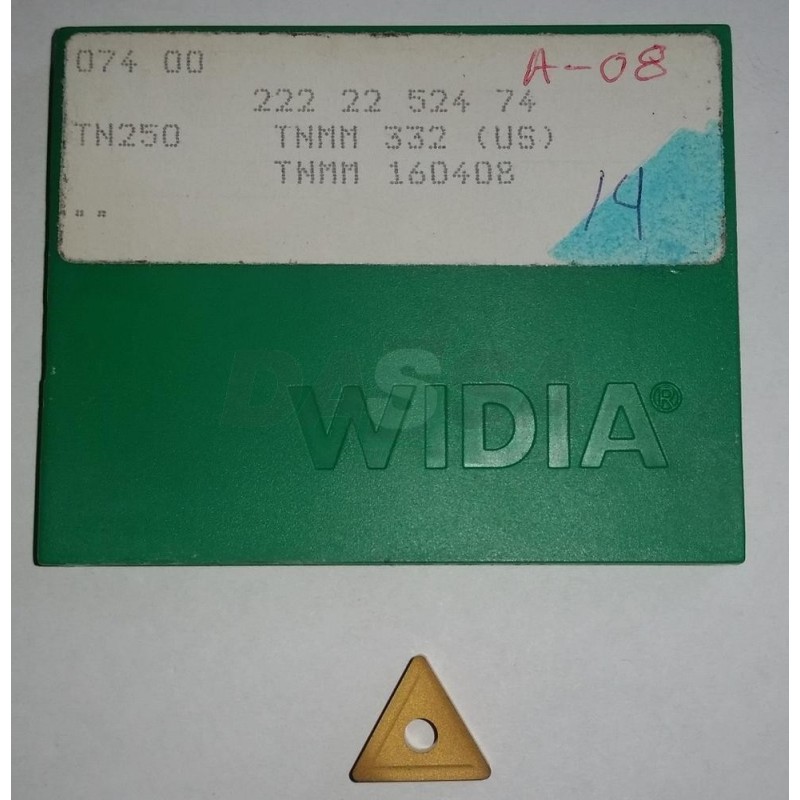 074 00
A-08
222 22 524 74
TN250 TNMM 332 (US)
TNMM 160408
14
--
WIDIA®